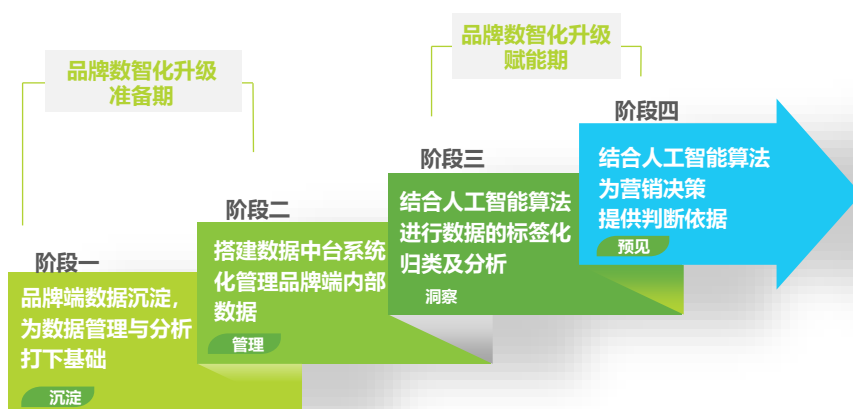 品牌数智化升级
准备期
品牌数智化升级
赋能期
阶段一
品牌端数据沉淀，
为数据管理与分析
打下基础
沉淀
阶段二
搭建数据中台系统
化管理品牌端内部
数据
管理
阶段三
结合人工智能算法
进行数据的标签化
归类及分析
洞察
阶段四
结合人工智能算法
为营销决策
提供判断依据
预见